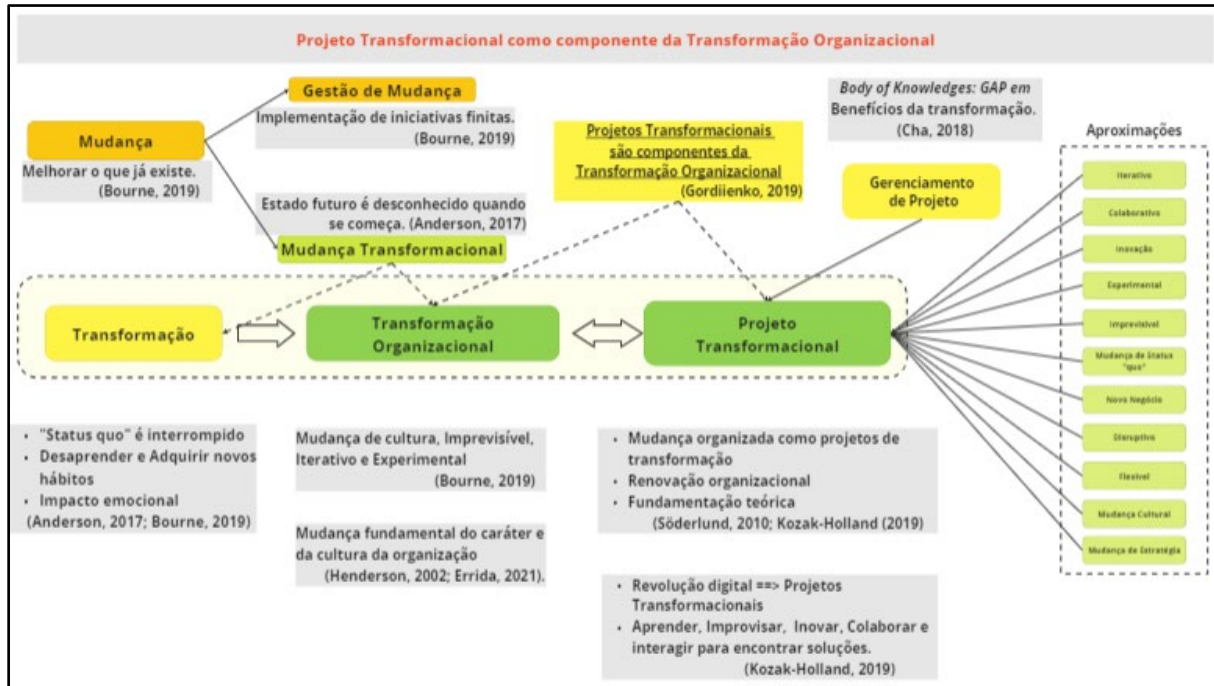 Projeto Transformacional como componente da Transformação Organizacional
Gestão de Mudança
Implementação de iniciativas finitas.
(Bourne, 2019)
Mudança
Melhorar o que já existe.
(Bourne, 2019)
Estado futuro é desconhecido quando
se começa. (Anderson, 2017)
Mudança Transformacional
Projetos Transformacionais
são componentes da
Transformação Organizacional
(Gordiienko, 2019)
Body of Knowledges: GAP em
Benefícios da transformação.
(Cha, 2018)
Gerenciamento
de Projeto
Transformação
Transformação
Organizacional
Projeto
Transformacional
Aproximações
Iterativo
Colaborativo
Inovação
Experimental
Imprevisível
Mudança de Status
"quo"
Novo Negócio
Disruptivo
Flexível
Mudança Cultural
Mudança de Estratégia
• "Status quo" é interrompido
• Desaprender e Adquirir novos
hábitos
• Impacto emocional
(Anderson, 2017; Bourne, 2019)
Mudança de cultura, Imprevisível,
Iterativo e Experimental
(Bourne, 2019)
Mudança fundamental do caráter e
da cultura da organização
(Henderson, 2002; Errida, 2021).
• Mudança organizada como projetos de
transformação
• Renovação organizacional
• Fundamentação teórica
(Söderlund, 2010; Kozak-Holland (2019)
• Revolução digital ==> Projetos
Transformacionais
• Aprender, Improvisar, Inovar, Colaborar e
interagir para encontrar soluções.
(Kozak-Holland, 2019)